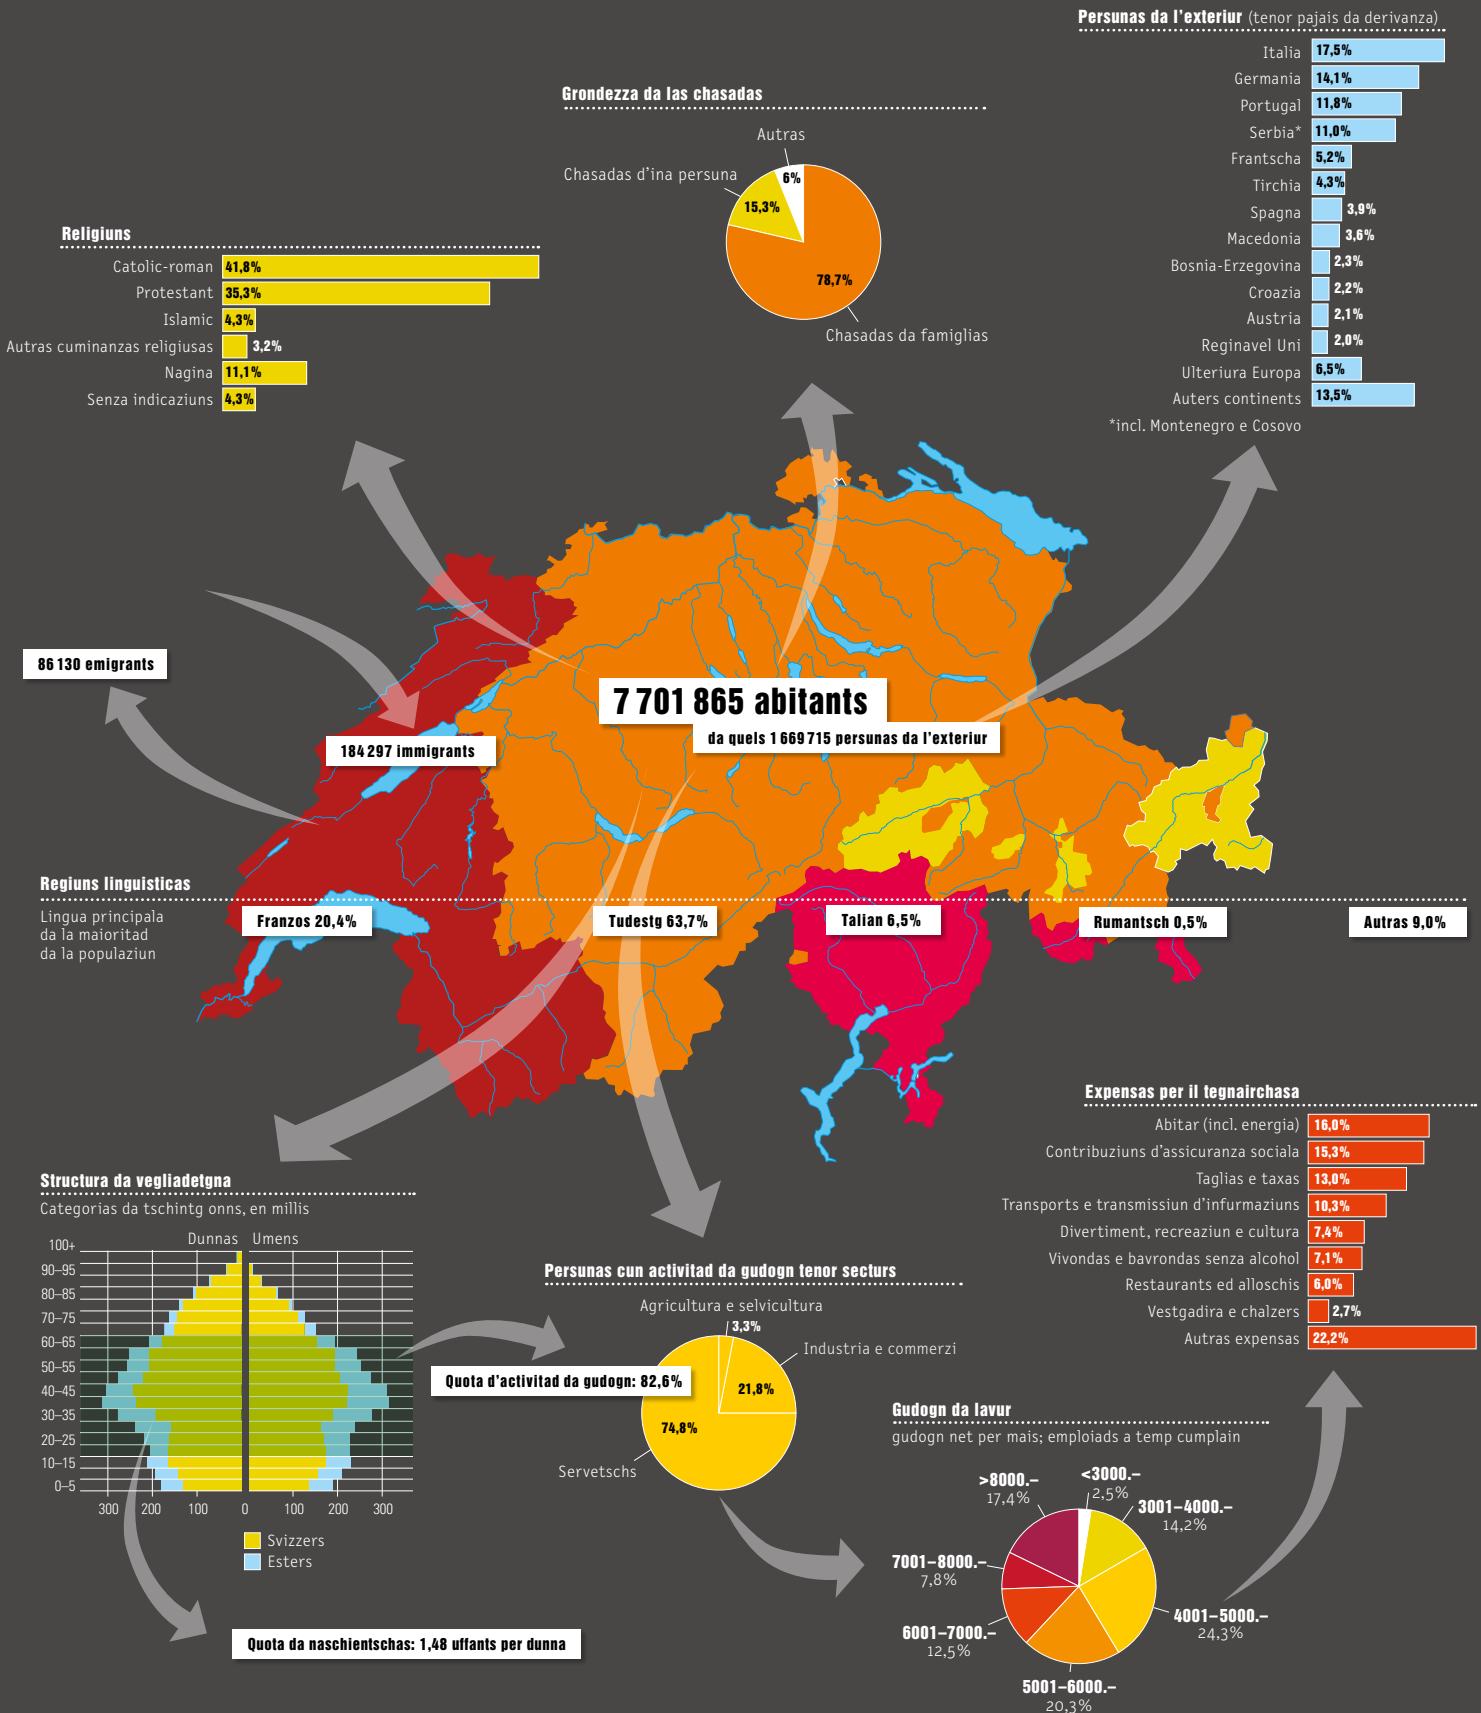 Persunas da l'exteriur (tenor pajais da derivanza)
Italia 17,5%
Germania 14,1%
Portugal 11,8%
Serbia* 11,0%
Frantscha 5,2%
Tirchia 4,3%
Spagna 3,9%
Macedonia 3,6%
Bosnia-Erzegovina 2,3%
Croazia 2,2%
Austria 2,1%
Reginavel Uni 2,0%
Ulteriura Europa 6,5%
Auters continents 13,5%
*incl. Montenegro e Cosovo
Grondezza da las chasadas
Autras
6%
Chasadas d'ina persuna
15,3%
78,7%
Chasadas da famiglias
Religiuns
Catolic-roman 41,8%
Protestant 35,3%
Islamic 4,3%
Autras cuminanzas religiusas 3,2%
Nagina 11,1%
Senza indicaziuns 4,3%
86 130 emigrants
184 297 immigrants
7 701 865 abitants
da quels 1 669 715 persunas da l'exteriur
Regiuns linguisticas
Lingua principala
da la maioritad
da la populaziun
Franzos 20,4%
Tudestg 63,7%
Talian 6,5%
Rumantsch 0,5%
Autras 9,0%
Expensas per il tegnairchasa
Abitar (incl. energia) 16,0%
Contribuziuns d'assicuranza sociala 15,3%
Taglias e taxas 13,0%
Transports e transmissiun d'infurmaziuns 10,3%
Divertiment, recreaziun e cultura 7,4%
Vivondas e bavrondas senza alcohol 7,1%
Restaurants ed alloschis 6,0%
Vestgadira e chalzers 2,7%
Autras expensas 22,2%
Structura da vegliadetgna
Categorias da tschintg onns, en millis
Dunnas Umens
100+
90–95
80–85
70–75
60–65
50–55
40–45
30–35
20–25
10–15
0–5
300 200 100 0 100 200 300
Svizzers
Esters
Quota da naschientschas: 1,48 uffants per dunna
Persunas cun activitad da gudogn tenor secturs
Agricultura e selvicultura
3,3%
Industria e commerzi
21,8%
Quota d'activitad da gudogn: 82,6%
74,8%
Servetschs
Gudogn da lavur
gudogn net per mais; emploiads a temp cumplain
<3000.–
2,5%
3001–4000.–
14,2%
4001–5000.–
24,3%
5001–6000.–
20,3%
6001–7000.–
12,5%
7001–8000.–
7,8%
>8000.–
17,4%